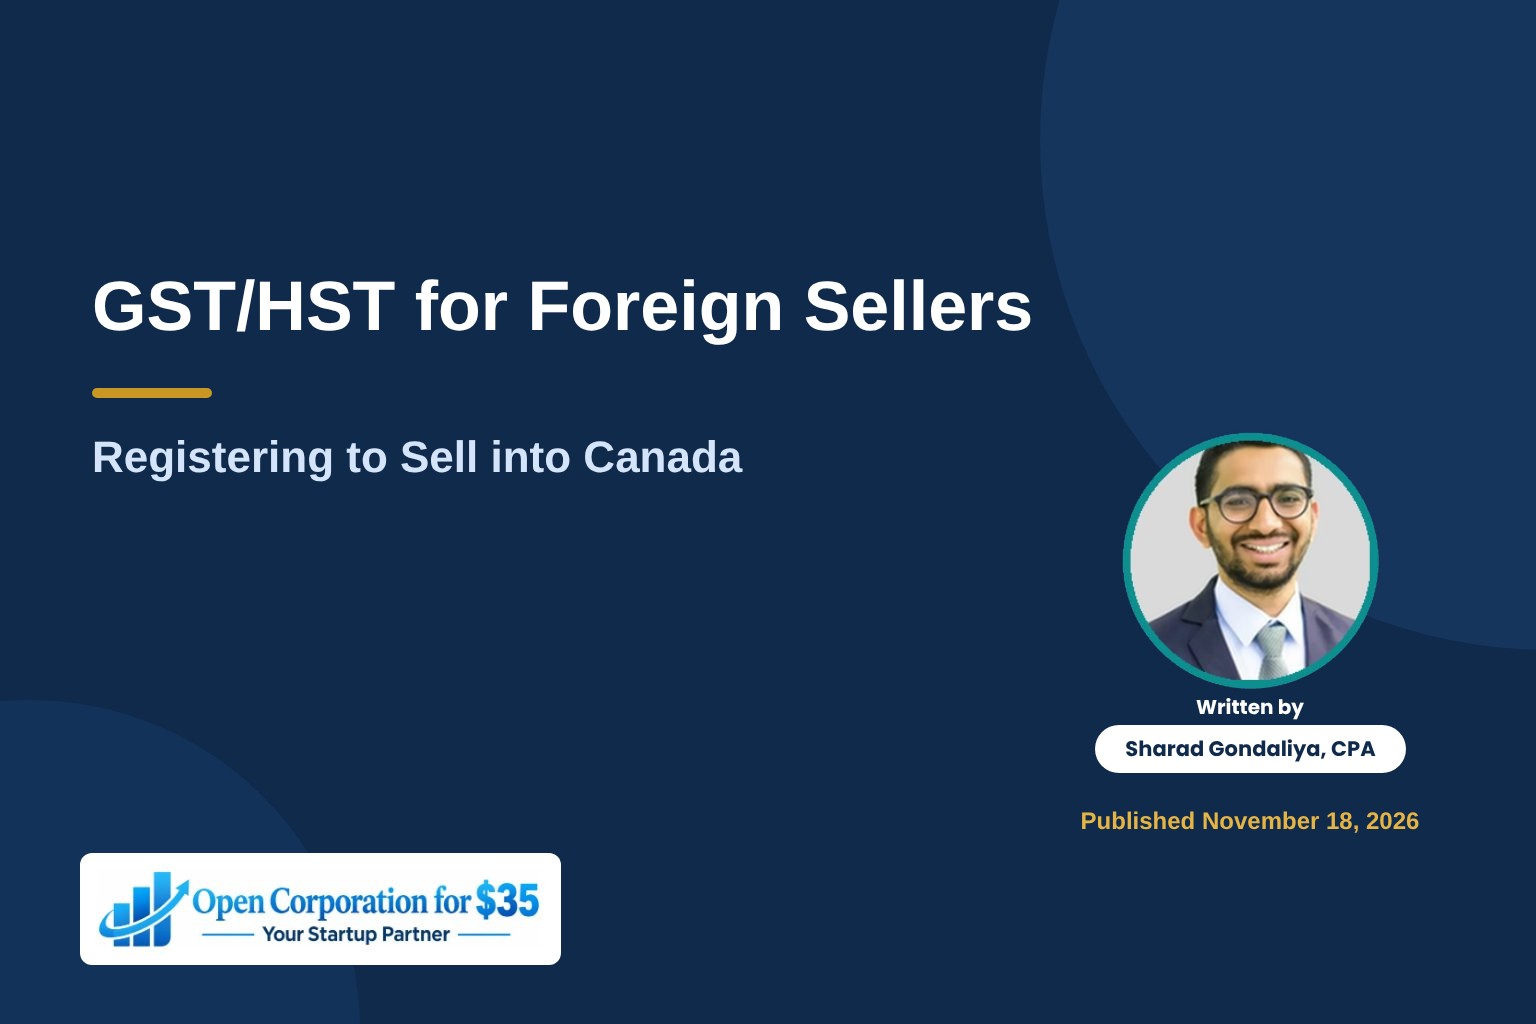 GST/HST for Foreign Sellers
Registering to Sell into Canada
Written by
Sharad Gondaliya, CPA
Published November 18, 2026
Open Corporation for $35
Your Startup Partner